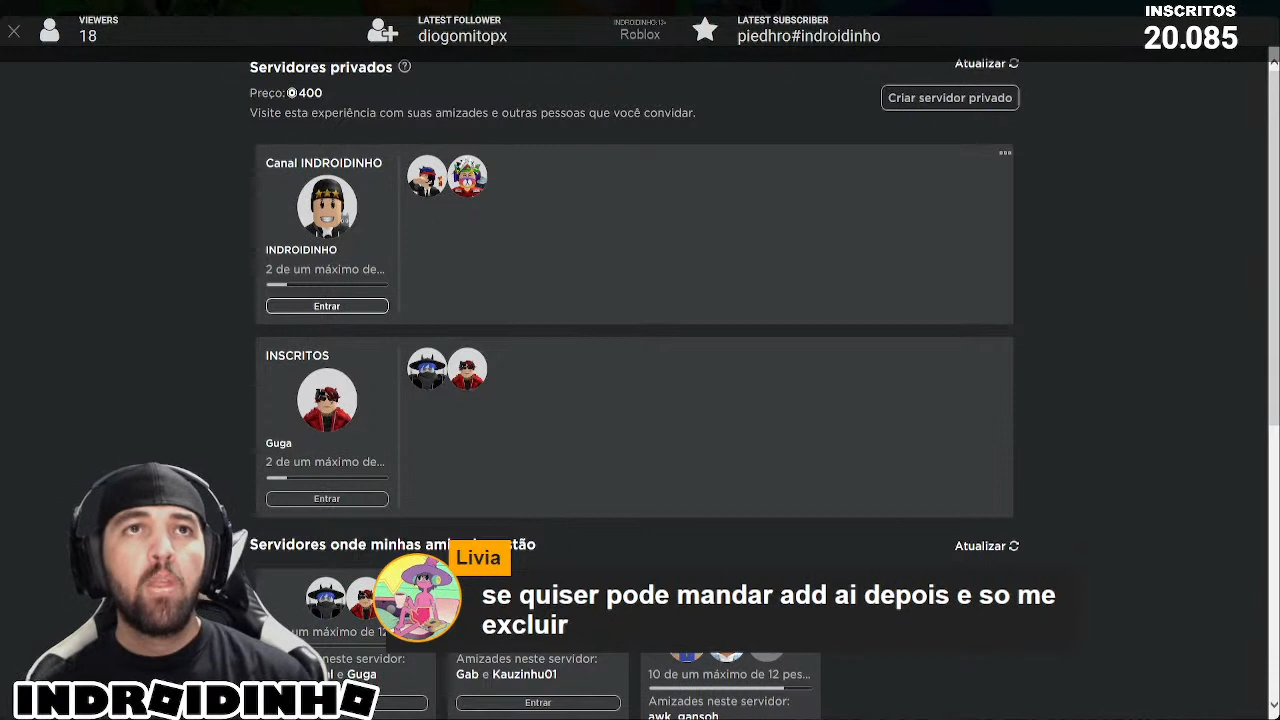 VIEWERS
18
LATEST FOLLOWER
diogomitopx
INDROIDINHO:13+
Roblox
LATEST SUBSCRIBER
piedhro#indroidinho
INSCRITOS
20.085
Servidores privados
Atualizar
Preço: 400
Criar servidor privado
Visite esta experiência com suas amizades e outras pessoas que você convidar.
Canal INDROIDINHO
INDROIDINHO
2 de um máximo de...
Entrar
INSCRITOS
Guga
2 de um máximo de...
Entrar
Servidores onde minhas
Atualizar
Livia
se quiser pode mandar add ai depois e so me
excluir
um máximo de
Amizades neste servidor:
e Guga
Amizades neste servidor:
Gab e Kauzinhu01
Entrar
10 de um máximo de 12 pes...
Amizades neste servidor:
awk_gansoh
INDROIDINHO